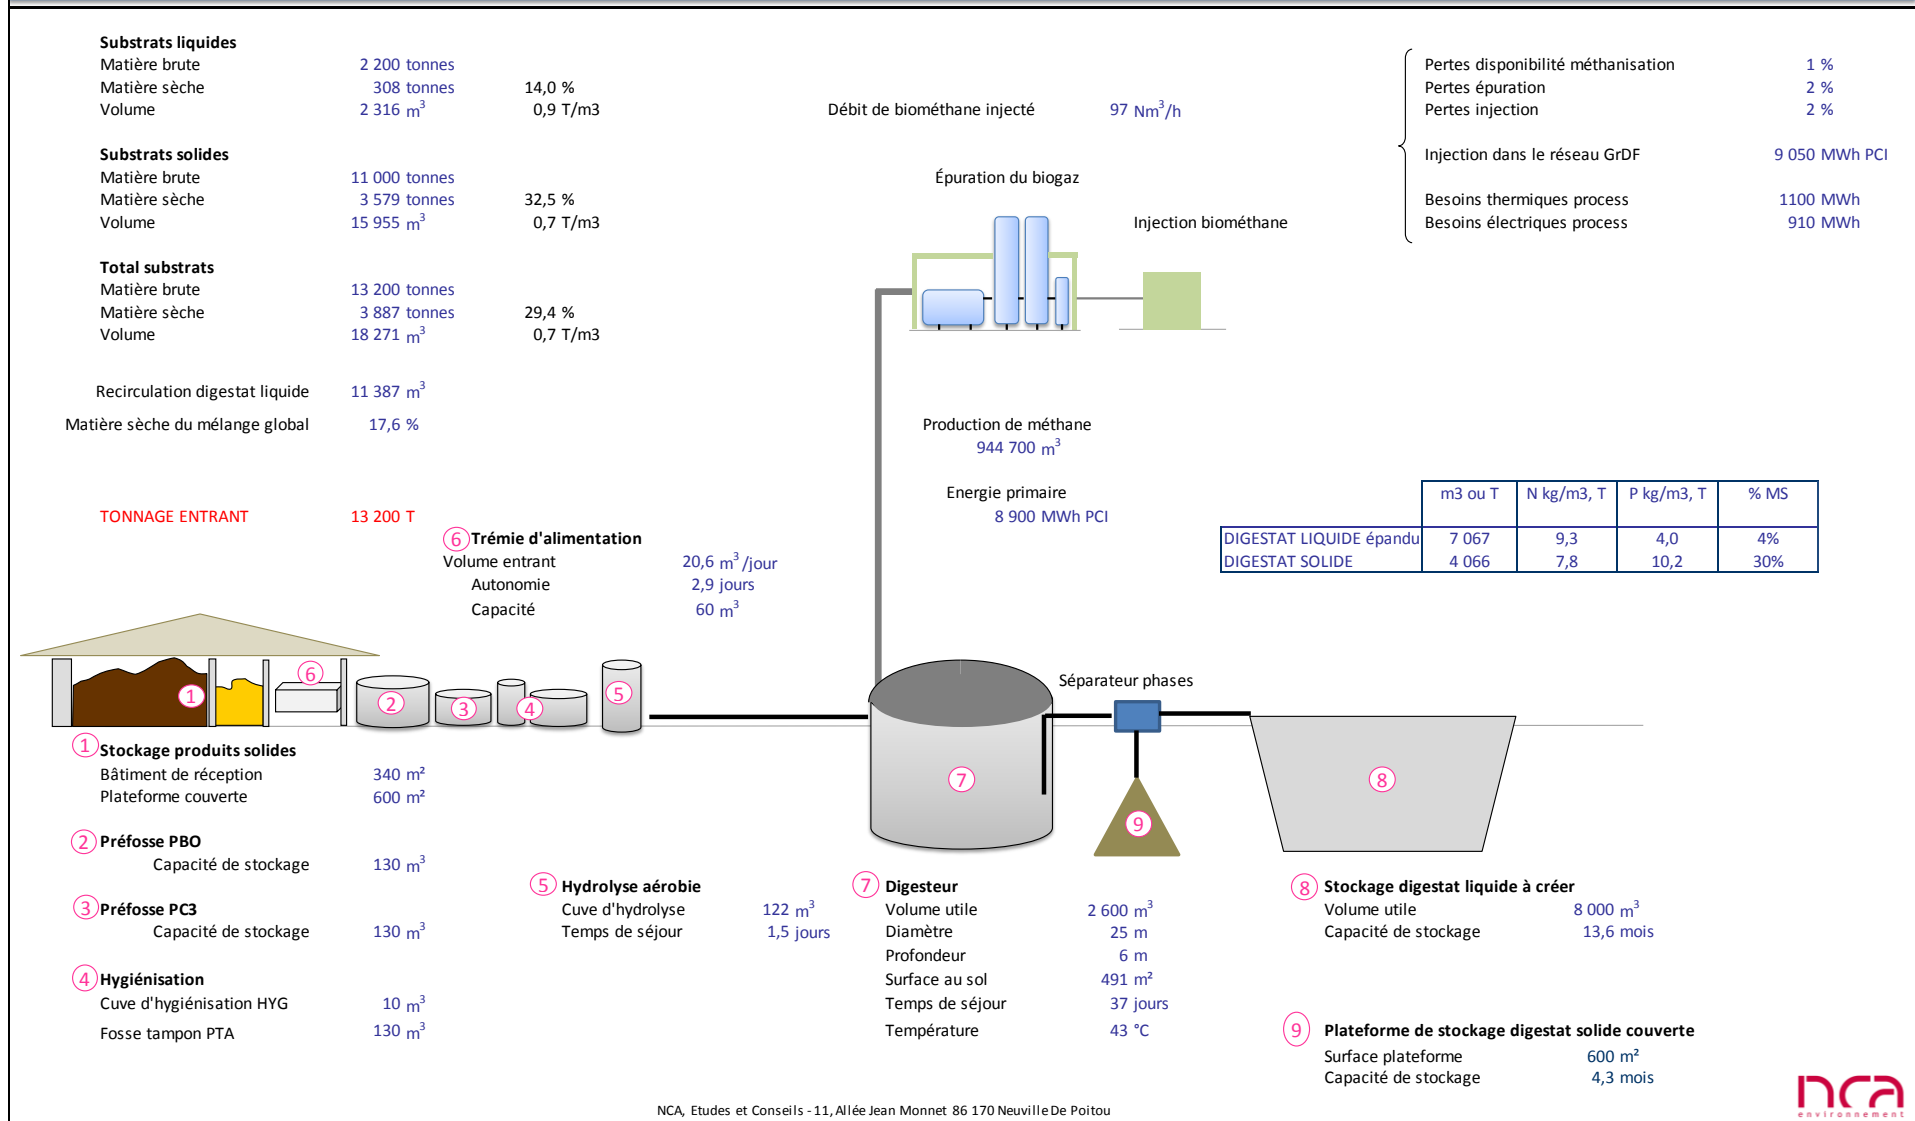 Substrats liquides
Matière brute 2 200 tonnes
Matière sèche 308 tonnes 14,0 %
Volume 2 316 m³ 0,9 T/m3
Substrats solides
Matière brute 11 000 tonnes
Matière sèche 3 579 tonnes 32,5 %
Volume 15 955 m³ 0,7 T/m3
Total substrats
Matière brute 13 200 tonnes
Matière sèche 3 887 tonnes 29,4 %
Volume 18 271 m³ 0,7 T/m3
Recirculation digestat liquide 11 387 m³
Matière sèche du mélange global 17,6 %
TONNAGE ENTRANT 13 200 T
Débit de biométhane injecté 97 Nm³/h
Épuration du biogaz
Injection biométhane
Pertes disponibilité méthanisation 1 %
Pertes épuration 2 %
Pertes injection 2 %
Injection dans le réseau GrDF 9 050 MWh PCI
Besoins thermiques process 1100 MWh
Besoins électriques process 910 MWh
Production de méthane
944 700 m³
Energie primaire
8 900 MWh PCI
m3 ou T N kg/m3, T P kg/m3, T % MS
DIGESTAT LIQUIDE épandu 7 067 9,3 4,0 4%
DIGESTAT SOLIDE 4 066 7,8 10,2 30%
6 Trémie d'alimentation
Volume entrant 20,6 m³/jour
Autonomie 2,9 jours
Capacité 60 m³
1
6
2
3
4
5
7
Séparateur phases
9
8
1 Stockage produits solides
Bâtiment de réception 340 m²
Plateforme couverte 600 m²
2 Préfosse PBO
Capacité de stockage 130 m³
3 Préfosse PC3
Capacité de stockage 130 m³
4 Hygiénisation
Cuve d'hygiénisation HYG 10 m³
Fosse tampon PTA 130 m³
5 Hydrolyse aérobie
Cuve d'hydrolyse 122 m³
Temps de séjour 1,5 jours
7 Digesteur
Volume utile 2 600 m³
Diamètre 25 m
Profondeur 6 m
Surface au sol 491 m²
Temps de séjour 37 jours
Température 43 °C
8 Stockage digestat liquide à créer
Volume utile 8 000 m³
Capacité de stockage 13,6 mois
9 Plateforme de stockage digestat solide couverte
Surface plateforme 600 m²
Capacité de stockage 4,3 mois
NCA, Etudes et Conseils - 11, Allée Jean Monnet 86 170 Neuville De Poitou
nca
environnement